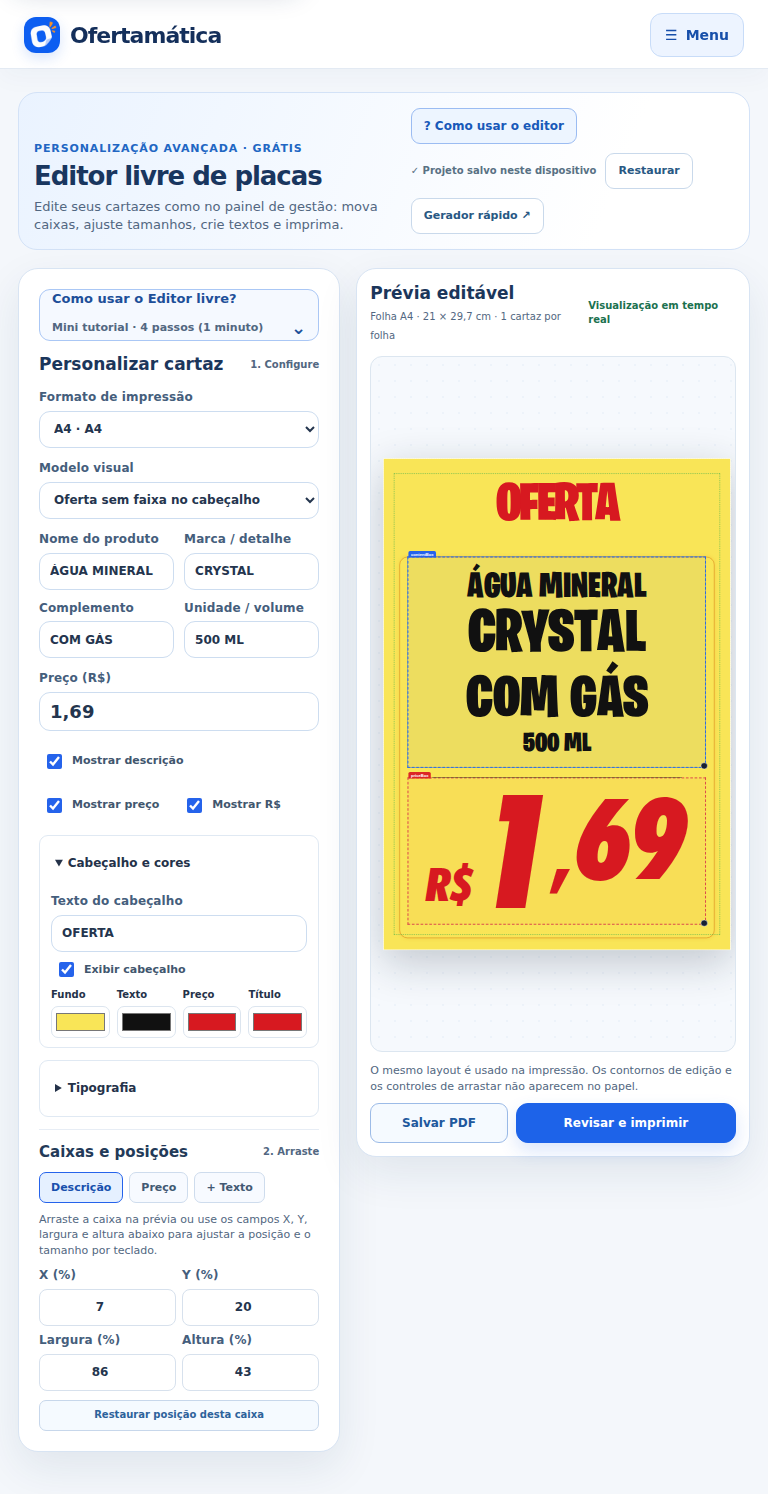 Ofertamática
☰ Menu
PERSONALIZAÇÃO AVANÇADA · GRÁTIS
Editor livre de placas
Edite seus cartazes como no painel de gestão: mova
caixas, ajuste tamanhos, crie textos e imprima.
? Como usar o editor
✓ Projeto salvo neste dispositivo
Restaurar
Gerador rápido ↗
Como usar o Editor livre?
Mini tutorial · 4 passos (1 minuto)
Personalizar cartaz
1. Configure
Formato de impressão
A4 · A4
Modelo visual
Oferta sem faixa no cabeçalho
Nome do produto
Marca / detalhe
ÁGUA MINERAL
CRYSTAL
Complemento
Unidade / volume
COM GÁS
500 ML
Preço (R$)
1,69
Mostrar descrição
Mostrar preço
Mostrar R$
▼ Cabeçalho e cores
Texto do cabeçalho
OFERTA
Exibir cabeçalho
Fundo
Texto
Preço
Título
▶ Tipografia
Caixas e posições
2. Arraste
Descrição
Preço
+ Texto
Arraste a caixa na prévia ou use os campos X, Y,
largura e altura abaixo para ajustar a posição e o
tamanho por teclado.
X (%)
Y (%)
7
20
Largura (%)
Altura (%)
86
43
Restaurar posição desta caixa
Prévia editável
Folha A4 · 21 × 29,7 cm · 1 cartaz por
folha
Visualização em tempo
real
OFERTA
ÁGUA MINERAL
CRYSTAL
COM GÁS
500 ML
R$ 1,69
O mesmo layout é usado na impressão. Os contornos de edição e
os controles de arrastar não aparecem no papel.
Salvar PDF
Revisar e imprimir